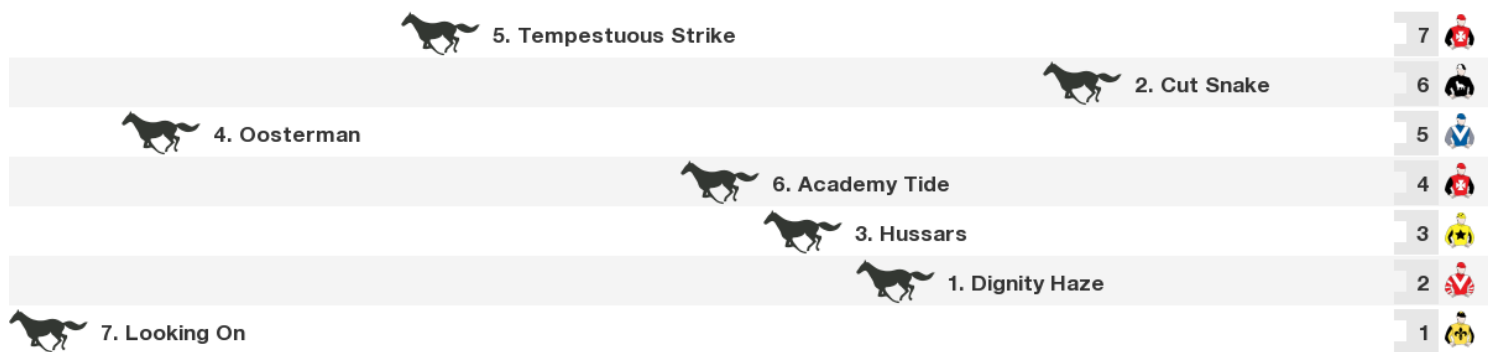 5. Tempestuous Strike 7
2. Cut Snake 6
4. Oosterman 5
6. Academy Tide 4
3. Hussars 3
1. Dignity Haze 2
7. Looking On 1